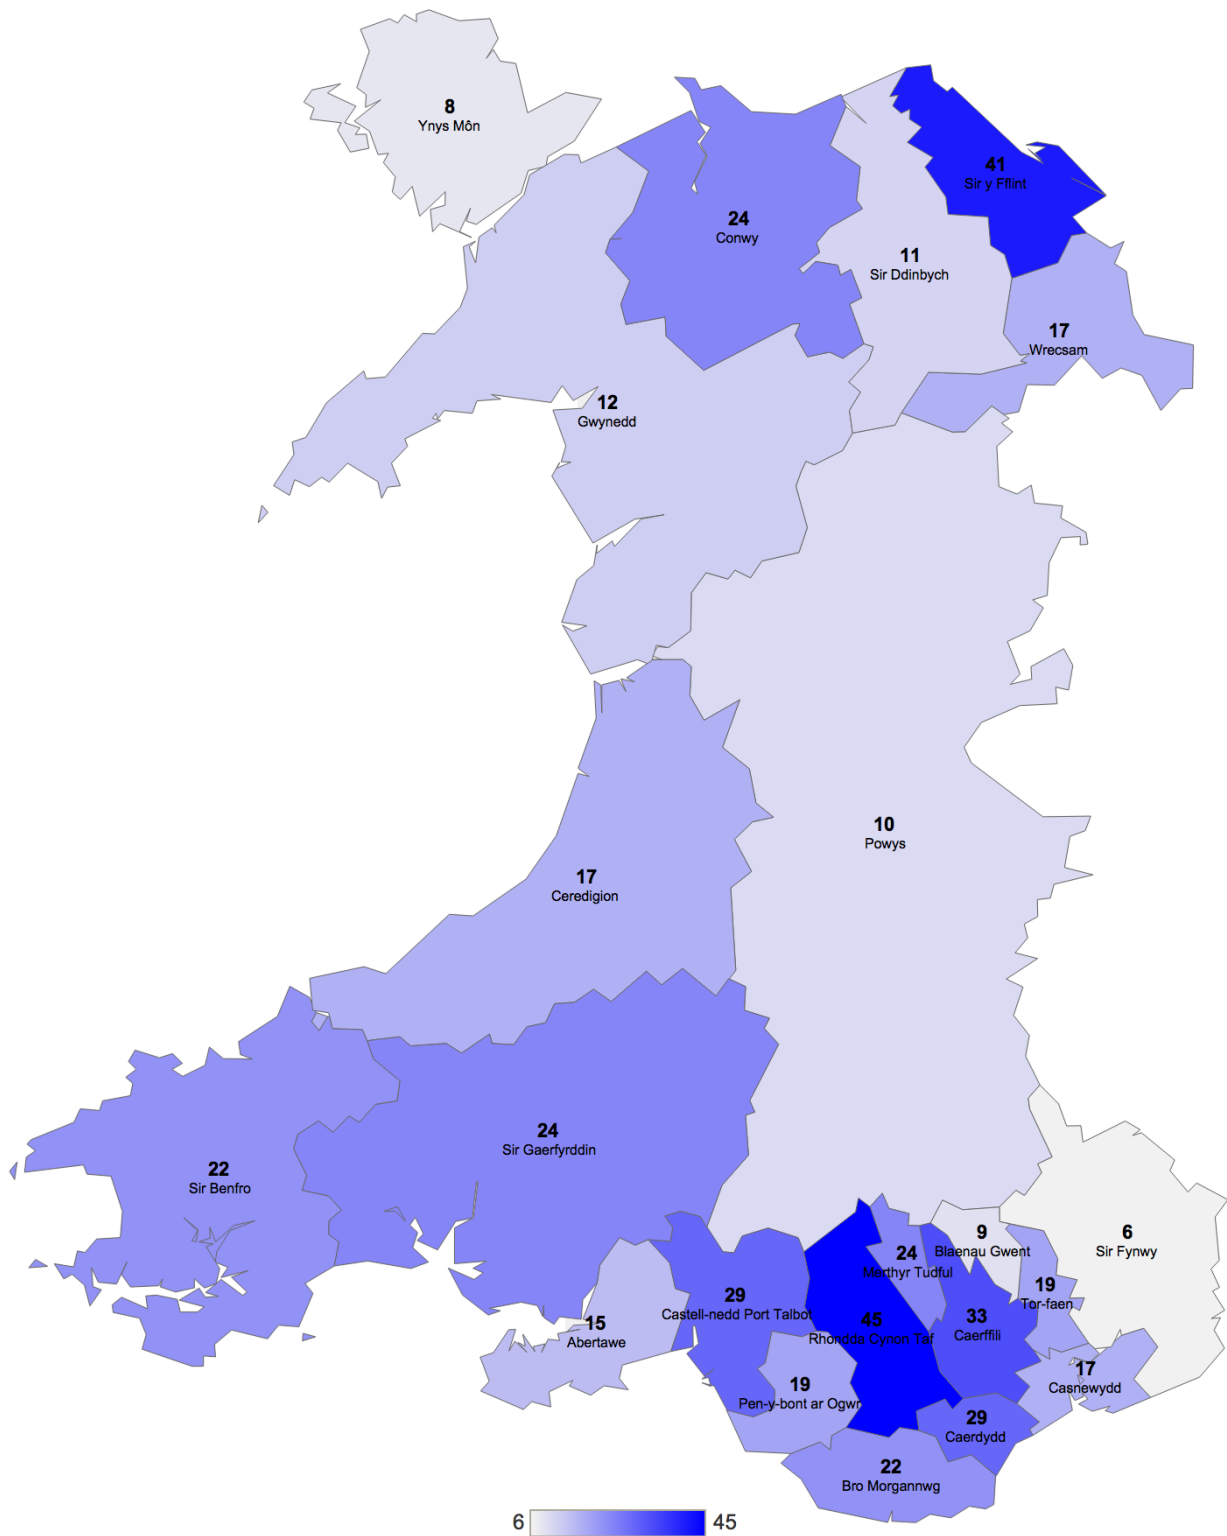 8
Ynys Môn
41
Sir y Fflint
24
Conwy
11
Sir Ddinbych
17
Wrecsam
12
Gwynedd
10
Powys
17
Ceredigion
24
Sir Gaerfyrddin
22
Sir Benfro
9
Blaenau Gwent
6
Sir Fynwy
24
Merthyr Tudful
19
Tor-faen
29
Castell-nedd Port Talbot
45
Rhondda Cynon Taf
33
Caerffili
15
Abertawe
17
Casnewydd
19
Pen-y-bont ar Ogwr
29
Caerdydd
22
Bro Morgannwg
6 45